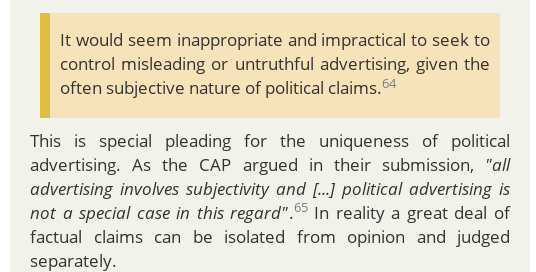 It would seem inappropriate and impractical to seek to
control misleading or untruthful advertising, given the
often subjective nature of political claims.64
This is special pleading for the uniqueness of political
advertising. As the CAP argued in their submission, "all
advertising involves subjectivity and [...] political advertising is
not a special case in this regard".65 In reality a great deal of
factual claims can be isolated from opinion and judged
separately.